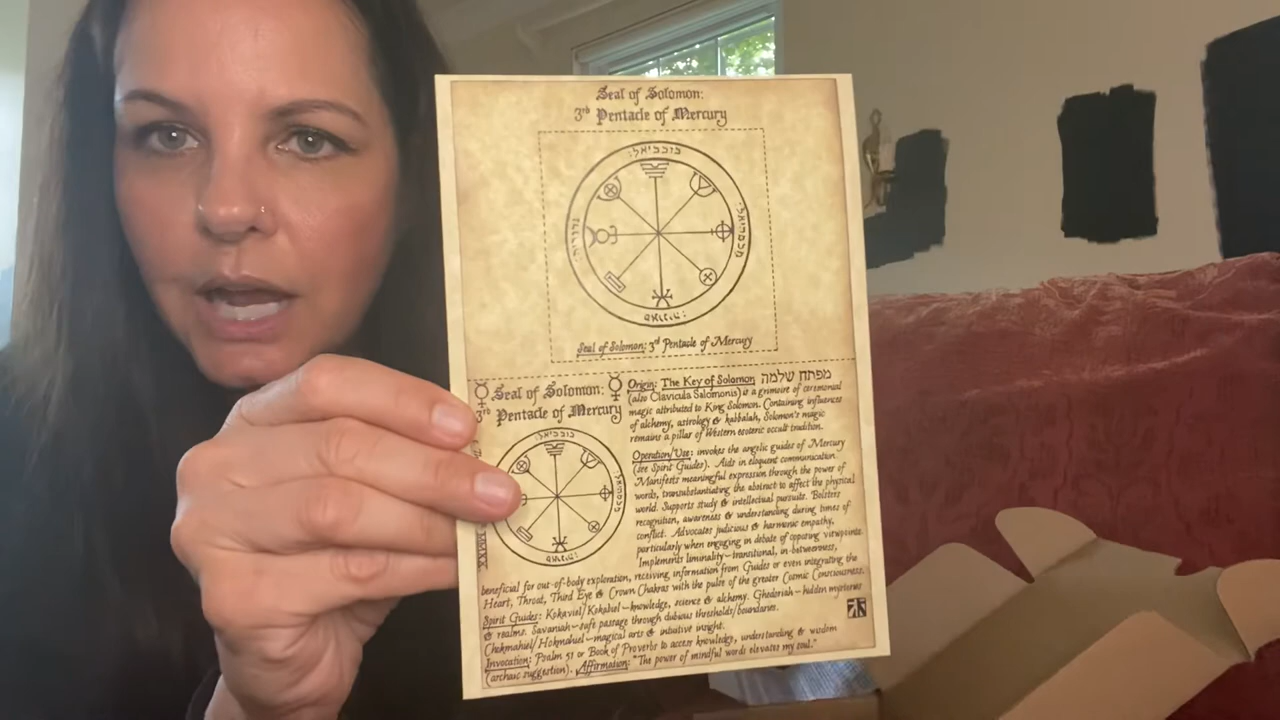 Seal of Solomon:
3rd Pentacle of Mercury
Seal of Solomon: 3rd Pentacle of Mercury
Seal of Solomon:
3rd Pentacle of Mercury
Origin: The Key of Solomon מפתח שלמה
(also Clavicula Salomonis) is a grimoire of ceremonial
magic attributed to King Solomon. Containing influences
of alchemy, astrology & kabbalah, Solomon's magic
remains a pillar of Western esoteric occult tradition.
Operation/Use: invokes the angelic guides of Mercury
(see Spirit Guides). Aids in eloquent communication.
Manifests meaningful expression through the power of
words, transubstantiating the abstract to affect the physical
world. Supports study & intellectual pursuits. Bolsters
recognition, awareness & understanding during times of
conflict. Advocates judicious & harmonic empathy,
particularly when engaging in debate of opposing viewpoints.
Implements liminality—transitional, in-betweenness,
beneficial for out-of-body exploration, receiving information from Guides or even integrating the
Heart, Throat, Third Eye & Crown Chakras with the pulse of the greater Cosmic Consciousness.
Spirit Guides: Kokaviel/Kokabiel—knowledge, science & alchemy. Ghedoriah—hidden mysteries
& realms. Savaniah—safe passage through dubious thresholds/boundaries.
Chokmahiel/Hokmahiel—magical arts & intuitive insight.
Invocation: Psalm 51 or Book of Proverbs to access knowledge, understanding & wisdom
(archaic suggestion). Affirmation: "The power of mindful words elevates my soul."